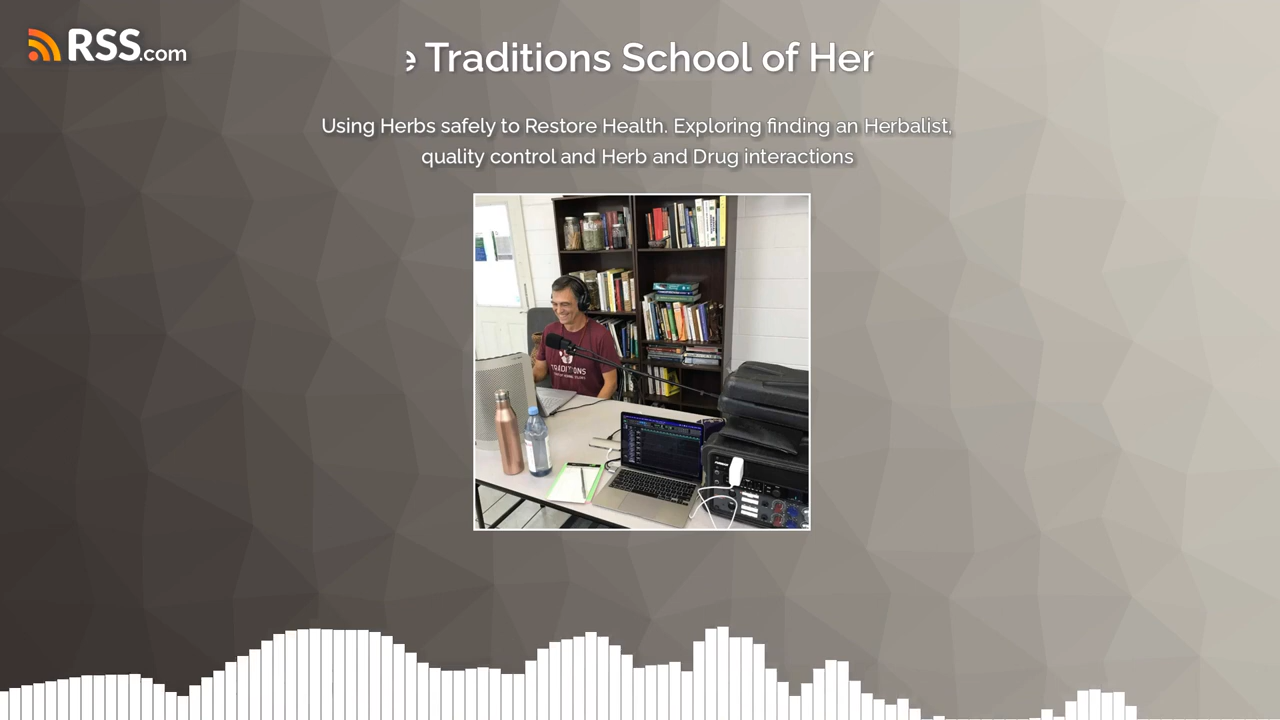 RSS.com
e Traditions School of Her
Using Herbs safely to Restore Health. Exploring finding an Herbalist,
quality control and Herb and Drug interactions
TRADITIONS